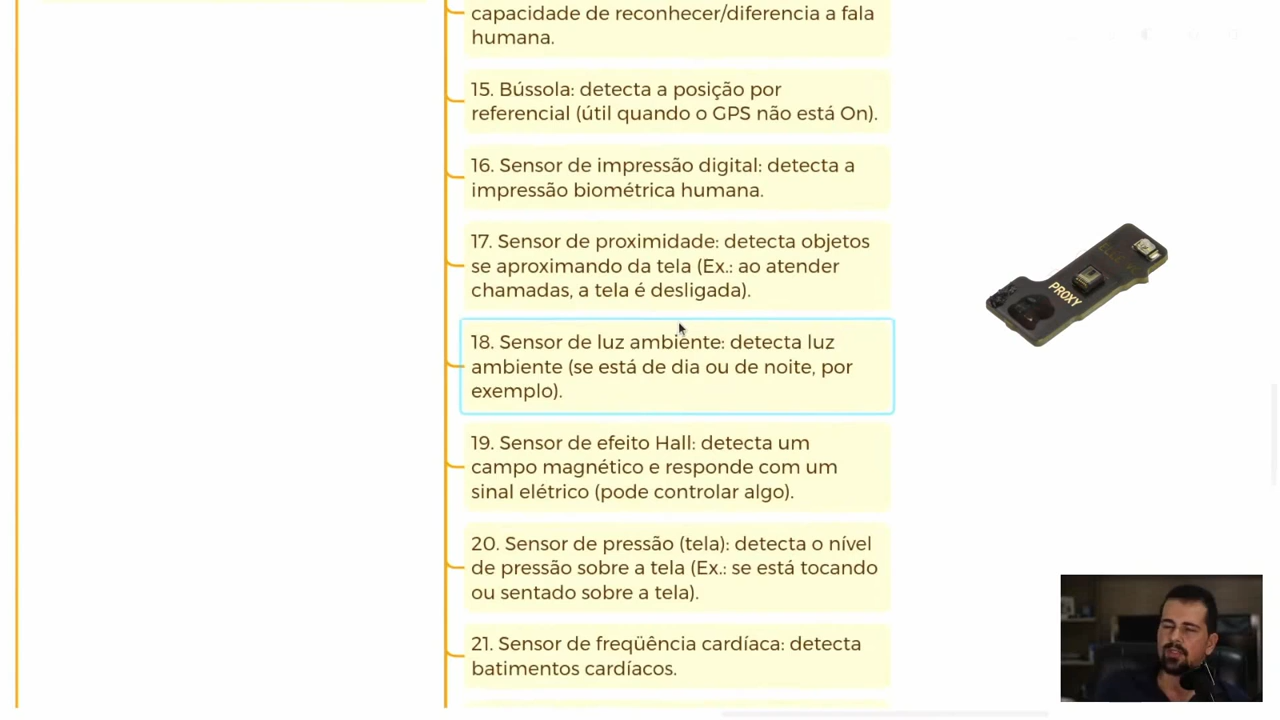 capacidade de reconhecer/diferencia a fala
humana.
15. Bússola: detecta a posição por
referencial (útil quando o GPS não está On).
16. Sensor de impressão digital: detecta a
impressão biométrica humana.
17. Sensor de proximidade: detecta objetos
se aproximando da tela (Ex.: ao atender
chamadas, a tela é desligada).
PROXY
18. Sensor de luz ambiente: detecta luz
ambiente (se está de dia ou de noite, por
exemplo).
19. Sensor de efeito Hall: detecta um
campo magnético e responde com um
sinal elétrico (pode controlar algo).
20. Sensor de pressão (tela): detecta o nível
de pressão sobre a tela (Ex.: se está tocando
ou sentado sobre a tela).
21. Sensor de freqüência cardíaca: detecta
batimentos cardíacos.